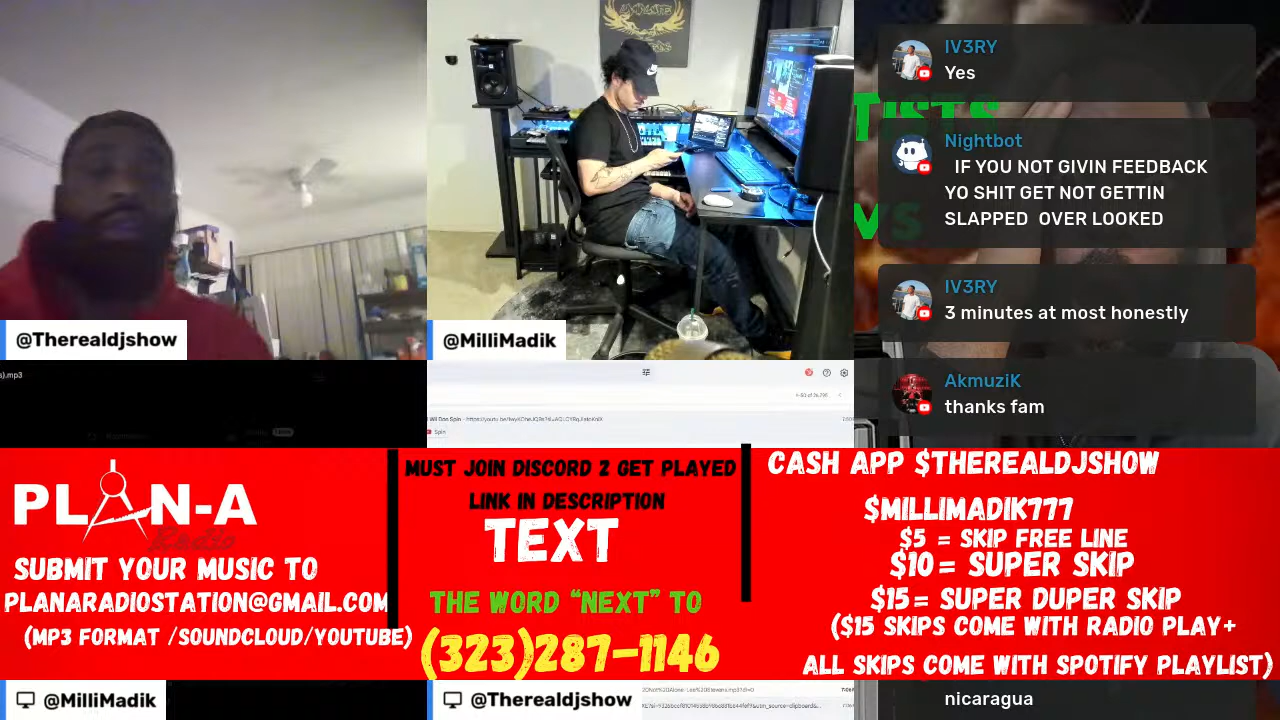 @Therealdjshow
@MilliMadik
IV3RY
Yes
Nightbot
IF YOU NOT GIVIN FEEDBACK
YO SHIT GET NOT GETTIN
SLAPPED OVER LOOKED
IV3RY
3 minutes at most honestly
AkmuziK
thanks fam
.mp3
Spin
PLAN-A
Radio
SUBMIT YOUR MUSIC TO
PLANARADIOSTATION@GMAIL.COM
(MP3 FORMAT /SOUNDCLOUD/YOUTUBE)
MUST JOIN DISCORD 2 GET PLAYED
LINK IN DESCRIPTION
TEXT
THE WORD “NEXT” TO
(323)287-1146
CASH APP $THEREALDJSHOW
$MILLIMADIK777
$5 = SKIP FREE LINE
$10 = SUPER SKIP
$15= SUPER DUPER SKIP
($15 SKIPS COME WITH RADIO PLAY+
ALL SKIPS COME WITH SPOTIFY PLAYLIST)
@MilliMadik
@Therealdjshow
nicaragua